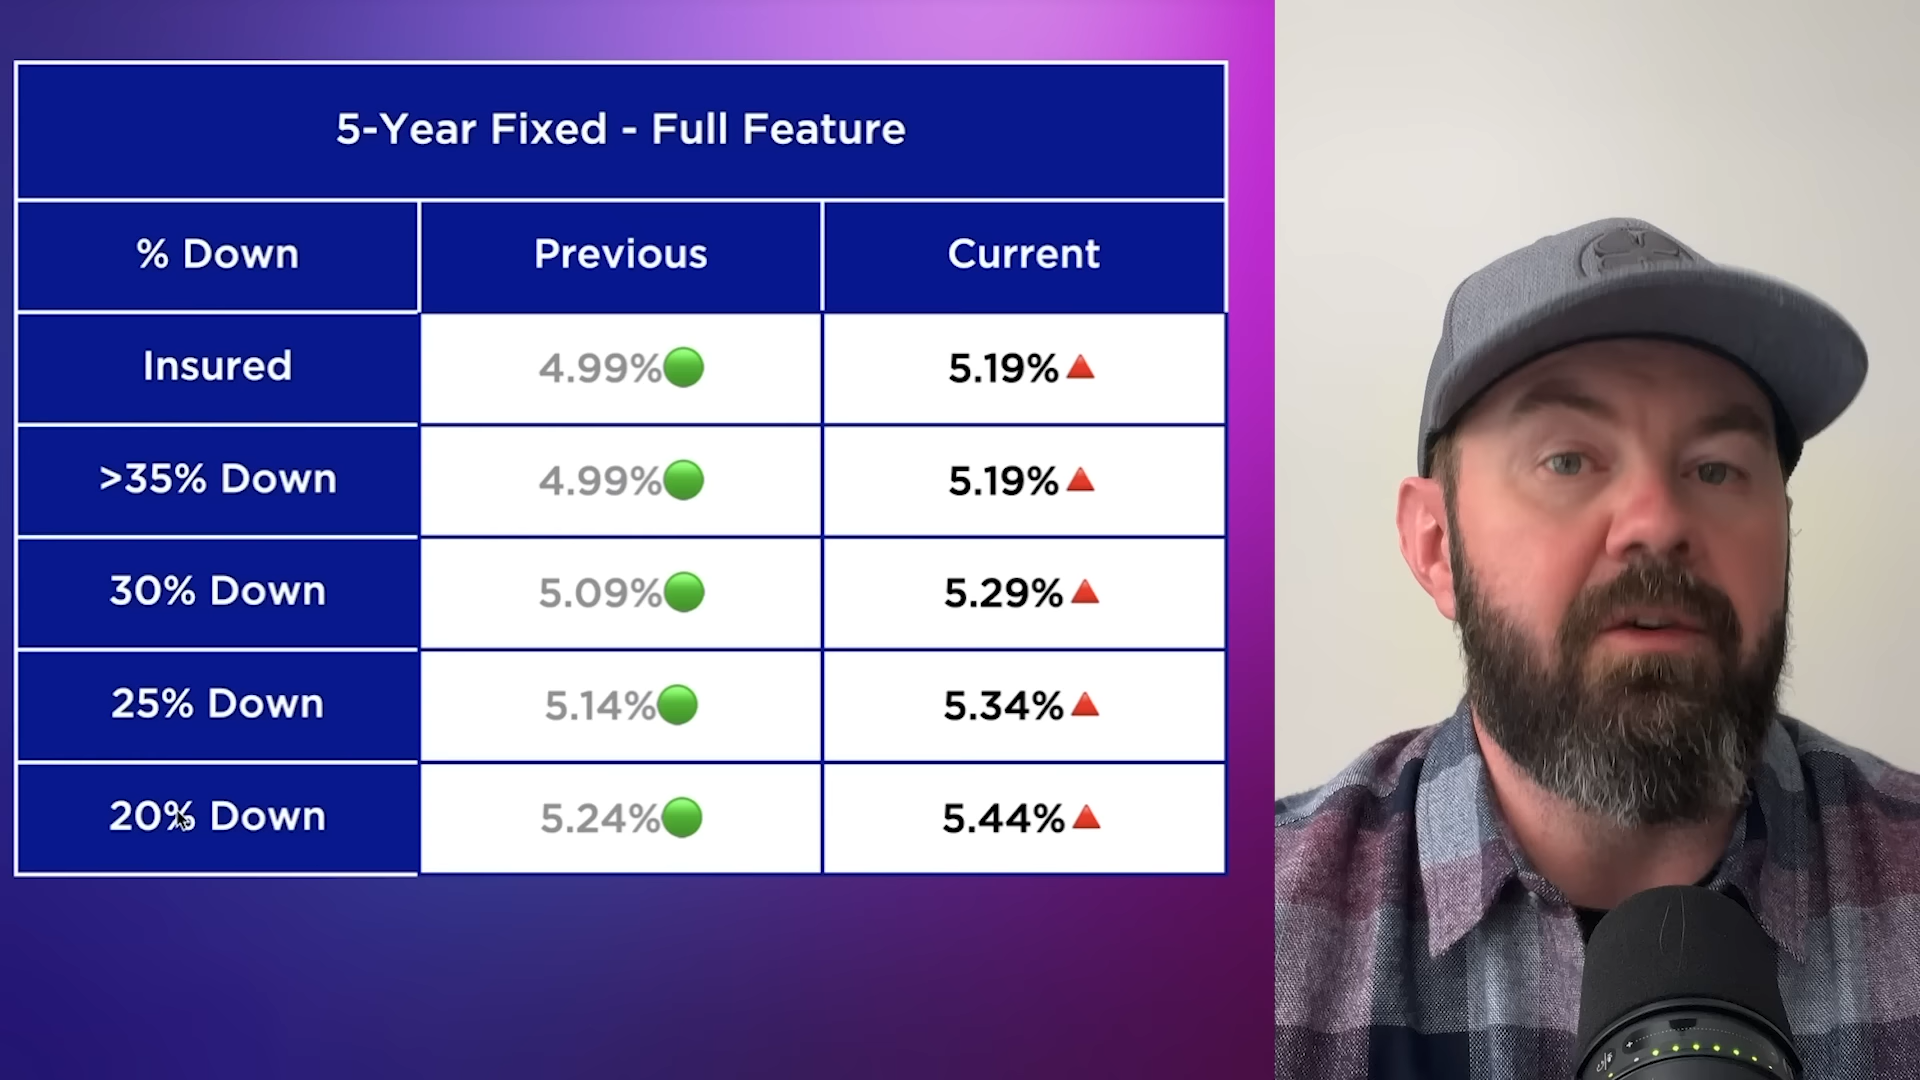 5-Year Fixed - Full Feature
% Down Previous Current
Insured 4.99% 5.19%
>35% Down 4.99% 5.19%
30% Down 5.09% 5.29%
25% Down 5.14% 5.34%
20% Down 5.24% 5.44%